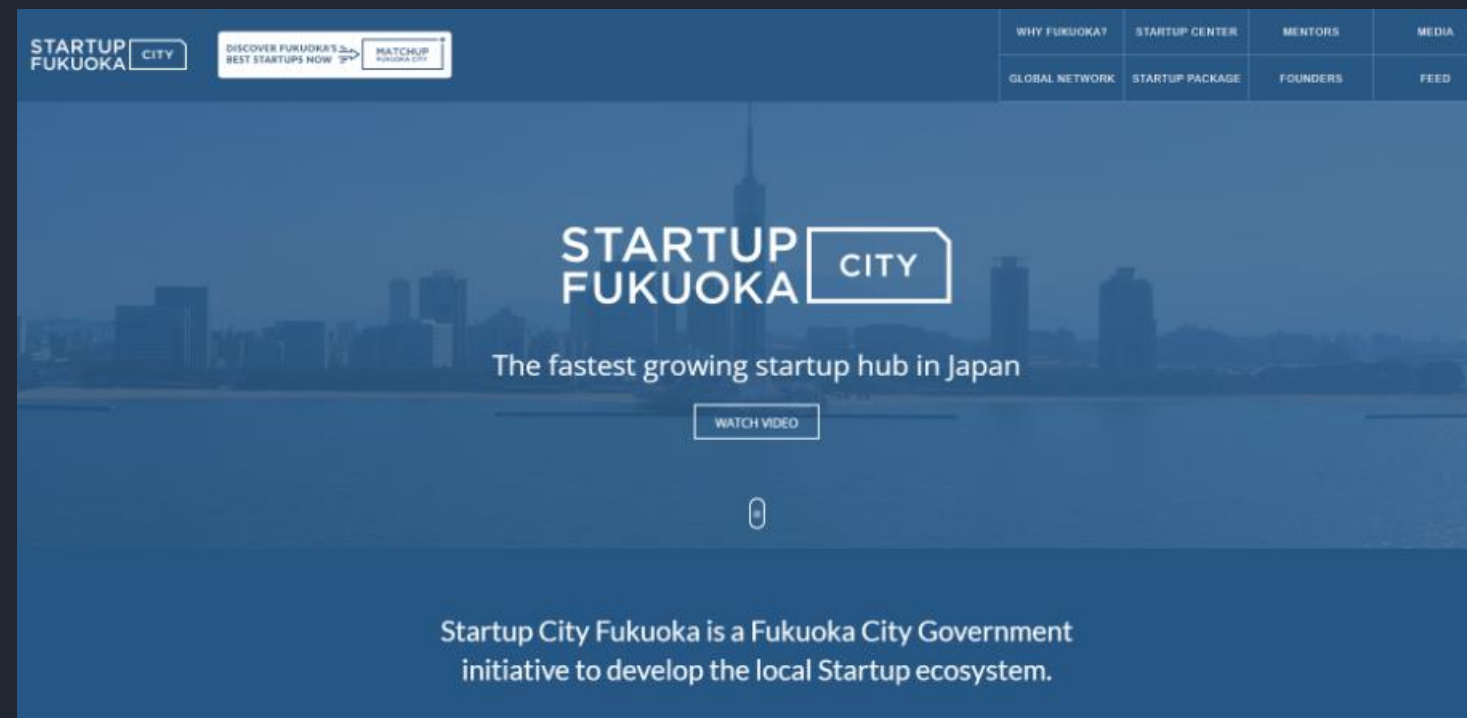 STARTUP
FUKUOKA CITY
DISCOVER FUKUOKA'S
BEST STARTUPS NOW
MATCHUP
FUKUOKA CITY
WHY FUKUOKA? STARTUP CENTER MENTORS MEDIA
GLOBAL NETWORK STARTUP PACKAGE FOUNDERS FEED
STARTUP
FUKUOKA CITY
The fastest growing startup hub in Japan
WATCH VIDEO
Startup City Fukuoka is a Fukuoka City Government
initiative to develop the local Startup ecosystem.